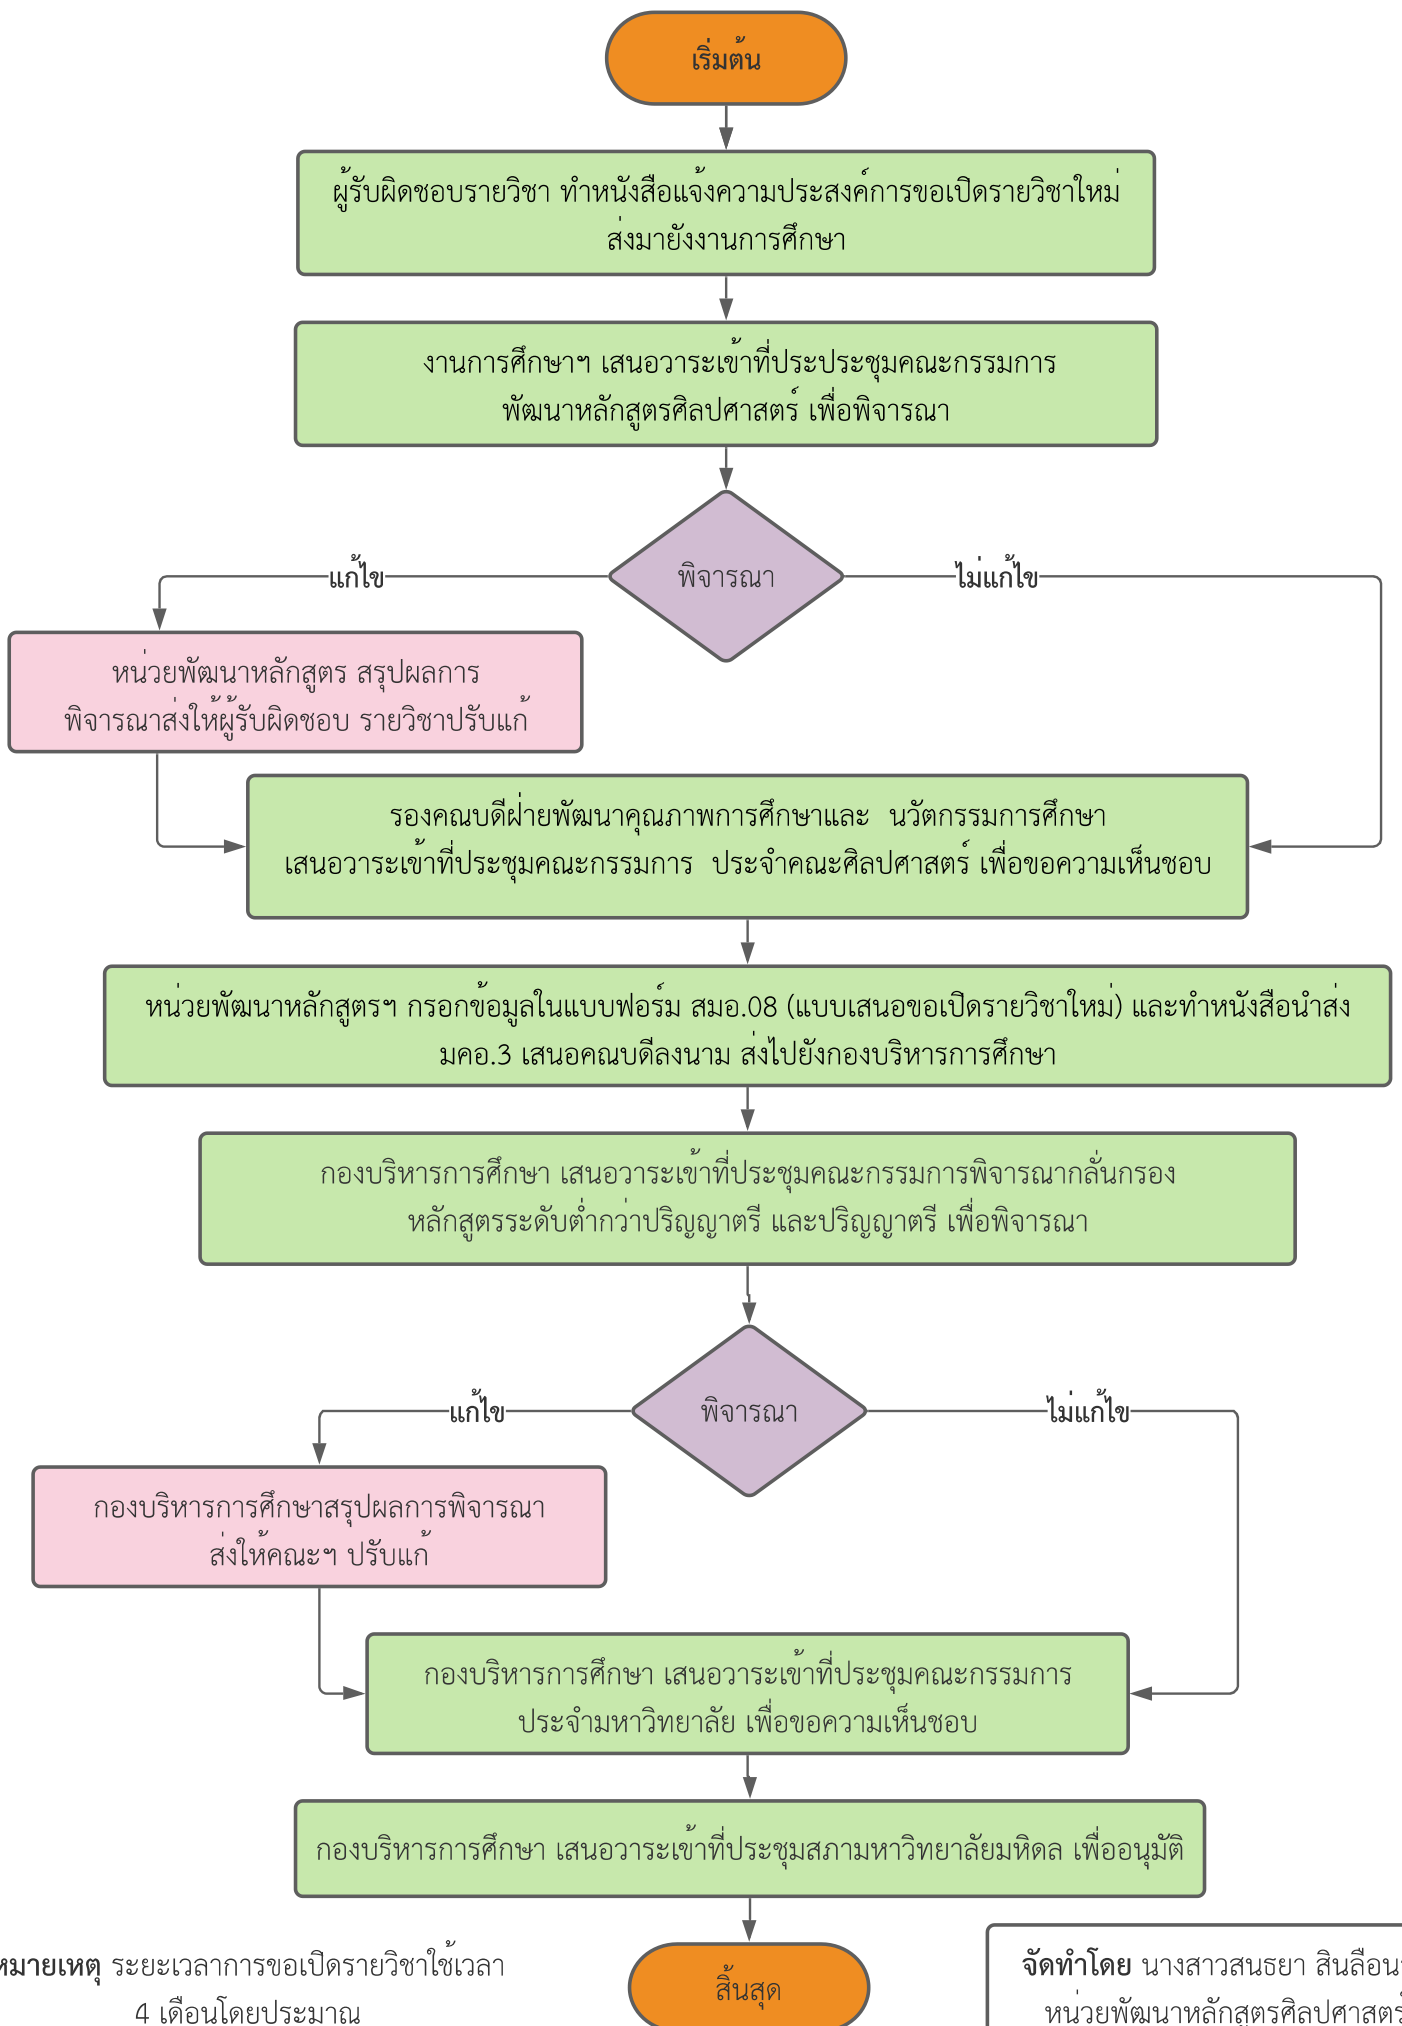 เริ่มต้น
ผู้รับผิดชอบรายวิชา ทำหนังสือแจ้งความประสงค์การขอเปิดรายวิชาใหม่
ส่งมายังงานการศึกษา
งานการศึกษาฯ เสนอวาระเข้าที่ประประชุมคณะกรรมการ
พัฒนาหลักสูตรศิลปศาสตร์ เพื่อพิจารณา
พิจารณา
แก้ไข
ไม่แก้ไข
หน่วยพัฒนาหลักสูตร สรุปผลการ
พิจารณาส่งให้ผู้รับผิดชอบ รายวิชาปรับแก้
รองคณบดีฝ่ายพัฒนาคุณภาพการศึกษาและ นวัตกรรมการศึกษา
เสนอวาระเข้าที่ประชุมคณะกรรมการ ประจำคณะศิลปศาสตร์ เพื่อขอความเห็นชอบ
หน่วยพัฒนาหลักสูตรฯ กรอกข้อมูลในแบบฟอร์ม สมอ.08 (แบบเสนอขอเปิดรายวิชาใหม่) และทำหนังสือนำส่ง
มคอ.3 เสนอคณบดีลงนาม ส่งไปยังกองบริหารการศึกษา
กองบริหารการศึกษา เสนอวาระเข้าที่ประชุมคณะกรรมการพิจารณากลั่นกรอง
หลักสูตรระดับต่ำกว่าปริญญาตรี และปริญญาตรี เพื่อพิจารณา
พิจารณา
แก้ไข
ไม่แก้ไข
กองบริหารการศึกษาสรุปผลการพิจารณา
ส่งให้คณะฯ ปรับแก้
กองบริหารการศึกษา เสนอวาระเข้าที่ประชุมคณะกรรมการ
ประจำมหาวิทยาลัย เพื่อขอความเห็นชอบ
กองบริหารการศึกษา เสนอวาระเข้าที่ประชุมสภามหาวิทยาลัยมหิดล เพื่ออนุมัติ
สิ้นสุด
หมายเหตุ ระยะเวลาการขอเปิดรายวิชาใช้เวลา
4 เดือนโดยประมาณ
จัดทำโดย นางสาวสนธยา
หน่วยพัฒนาหลักสูตรศิลปศาสตร์